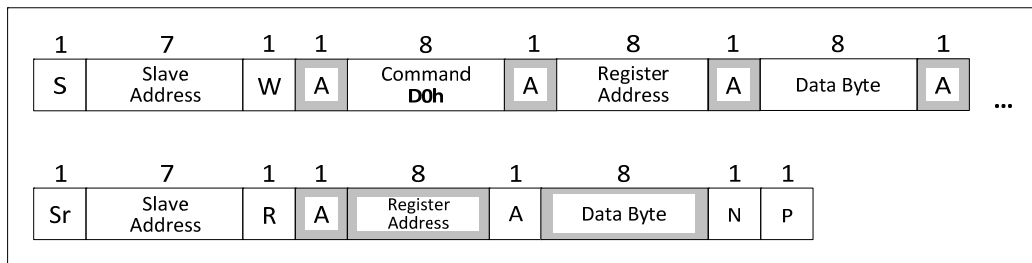 1 7 1 1 8 1 8 1 8 1
S Slave Address W A Command D0h A Register Address A Data Byte A ...
1 7 1 1 8 1 8 1 1
Sr Slave Address R A Register Address A Data Byte N P